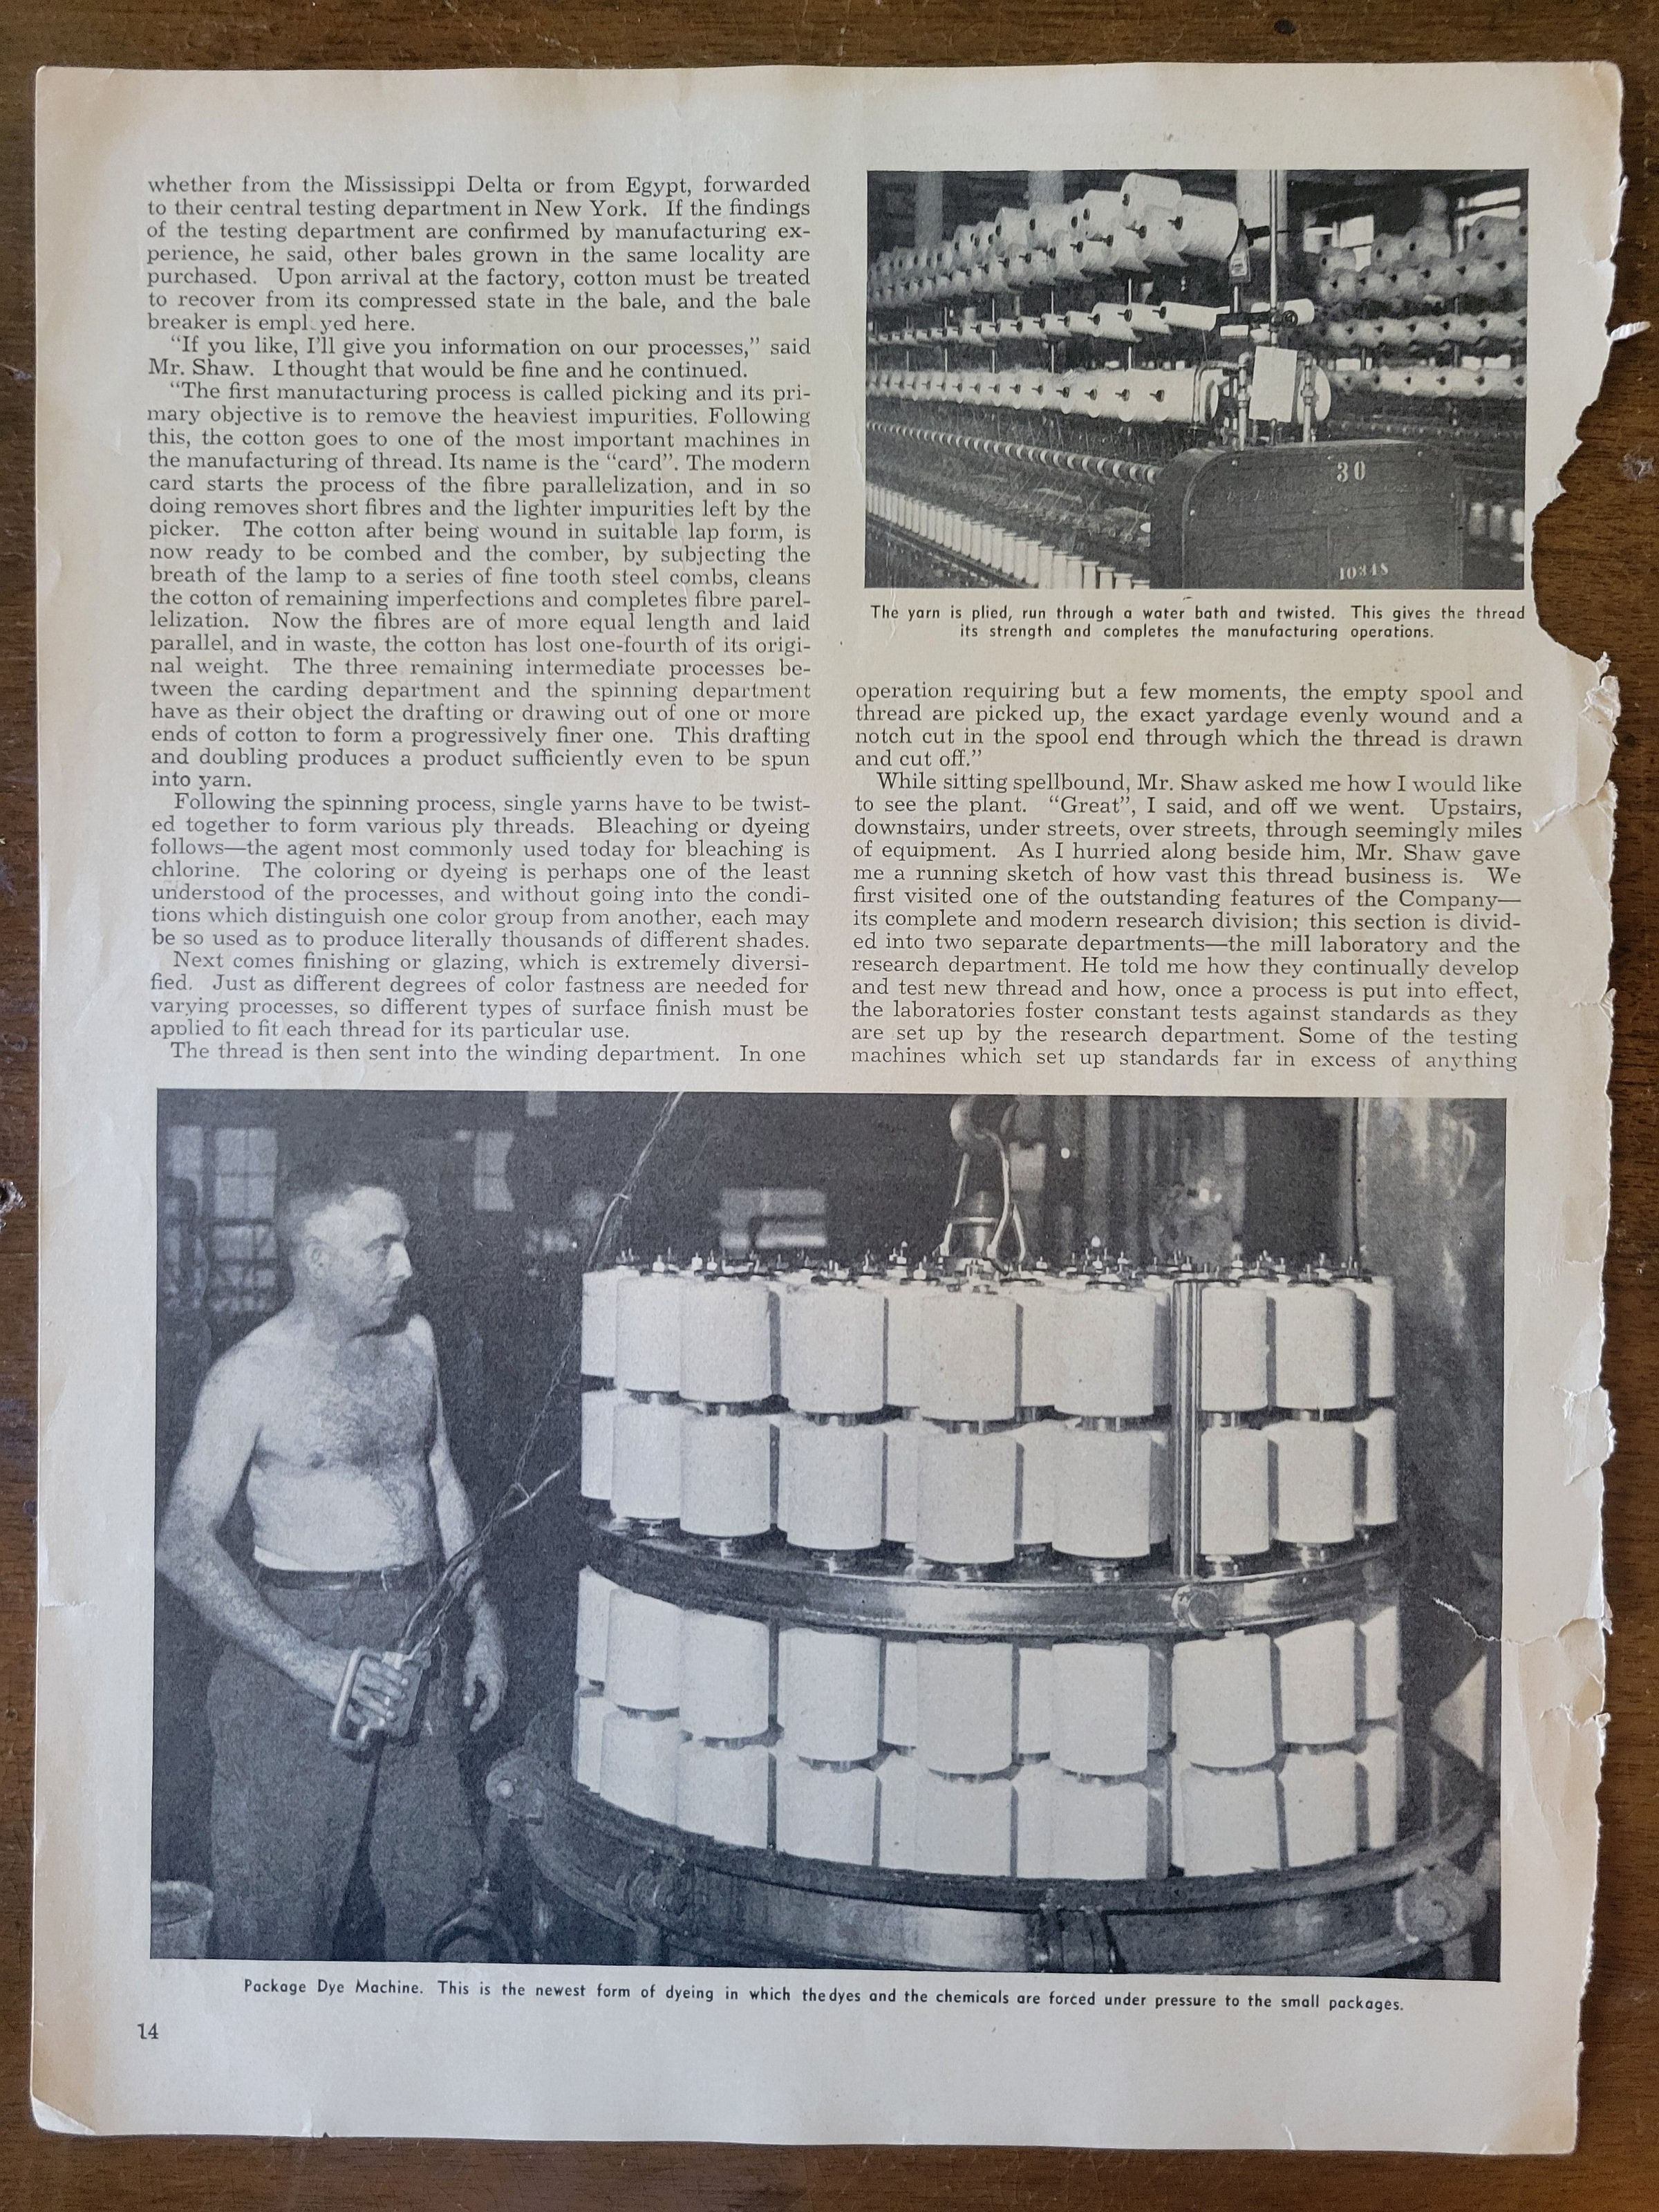 whether from the Mississippi Delta or from Egypt, forwarded
to their central testing department in New York. If the findings
of the testing department are confirmed by manufacturing ex-
perience, he said, other bales grown in the same locality are
purchased. Upon arrival at the factory, cotton must be treated
to recover from its compressed state in the bale, and the bale
breaker is empl yed here.
“If you like, I’ll give you information on our processes,” said
Mr. Shaw. I thought that would be fine and he continued.
“The first manufacturing process is called picking and its pri-
mary objective is to remove the heaviest impurities. Following
this, the cotton goes to one of the most important machines in
the manufacturing of thread. Its name is the “card”. The modern
card starts the process of the fibre parallelization, and in so
doing removes short fibres and the lighter impurities left by the
picker. The cotton after being wound in suitable lap form, is
now ready to be combed and the comber, by subjecting the
breath of the lamp to a series of fine tooth steel combs, cleans
the cotton of remaining imperfections and completes fibre parel-
lelization. Now the fibres are of more equal length and laid
parallel, and in waste, the cotton has lost one-fourth of its origi-
nal weight. The three remaining intermediate processes be-
tween the carding department and the spinning department
have as their object the drafting or drawing out of one or more
ends of cotton to form a progressively finer one. This drafting
and doubling produces a product sufficiently even to be spun
into yarn.
Following the spinning process, single yarns have to be twist-
ed together to form various ply threads. Bleaching or dyeing
follows—the agent most commonly used today for bleaching is
chlorine. The coloring or dyeing is perhaps one of the least
understood of the processes, and without going into the condi-
tions which distinguish one color group from another, each may
be so used as to produce literally thousands of different shades.
Next comes finishing or glazing, which is extremely diversi-
fied. Just as different degrees of color fastness are needed for
varying processes, so different types of surface finish must be
applied to fit each thread for its particular use.
The thread is then sent into the winding department. In one
30
10348
The yarn is plied, run through a water bath and twisted. This gives the thread
its strength and completes the manufacturing operations.
operation requiring but a few moments, the empty spool and
thread are picked up, the exact yardage evenly wound and a
notch cut in the spool end through which the thread is drawn
and cut off.”
While sitting spellbound, Mr. Shaw asked me how I would like
to see the plant. “Great”, I said, and off we went. Upstairs,
downstairs, under streets, over streets, through seemingly miles
of equipment. As I hurried along beside him, Mr. Shaw gave
me a running sketch of how vast this thread business is. We
first visited one of the outstanding features of the Company—
its complete and modern research division; this section is divid-
ed into two separate departments—the mill laboratory and the
research department. He told me how they continually develop
and test new thread and how, once a process is put into effect,
the laboratories foster constant tests against standards as they
are set up by the research department. Some of the testing
machines which set up standards far in excess of anything
Package Dye Machine. This is the newest form of dyeing in which the dyes and the chemicals are forced under pressure to the small packages.
14